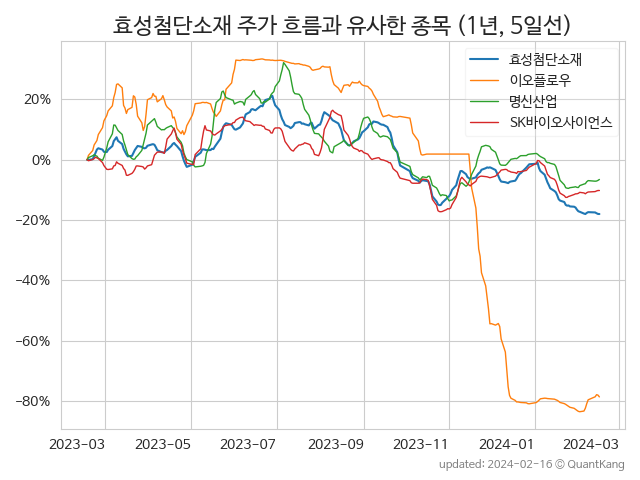 효성첨단소재 주가 흐름과 유사한 종목 (1년, 5일선)
효성첨단소재
이오플로우
명신산업
SK바이오사이언스
20%
0%
−20%
−40%
−60%
−80%
2023-03 2023-05 2023-07 2023-09 2023-11 2024-01 2024-03
updated: 2024-02-16 © QuantKang